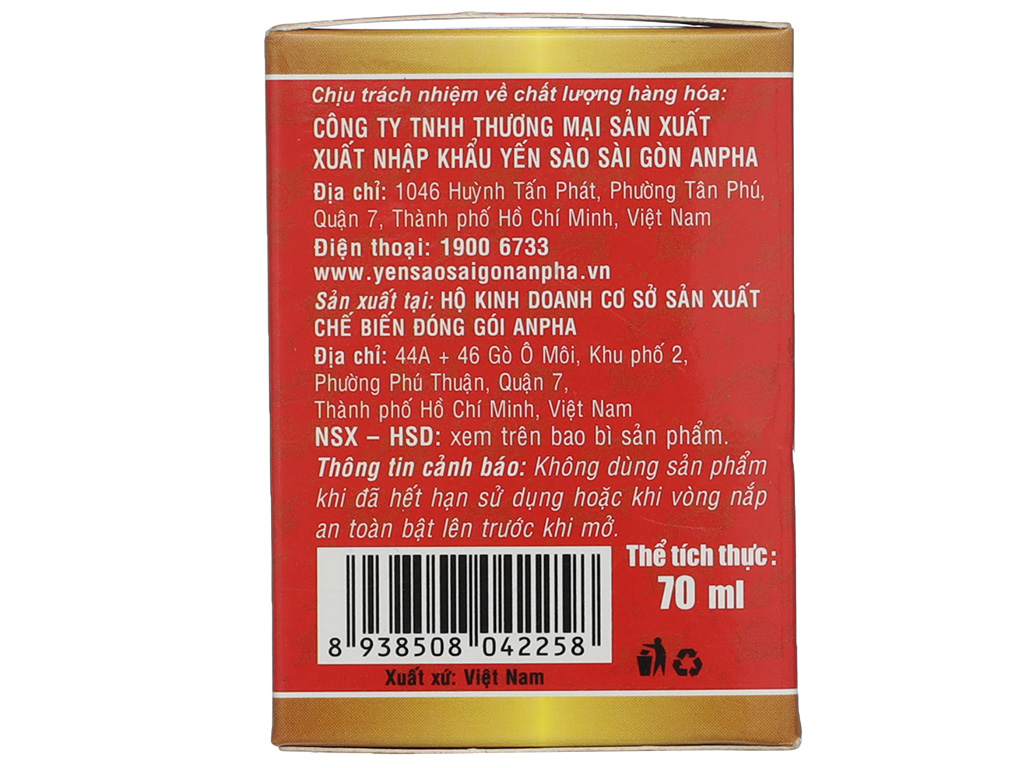 Chịu trách nhiệm về chất lượng hàng hóa:
CÔNG TY TNHH THƯƠNG MẠI SẢN XUẤT
XUẤT NHẬP KHẨU YẾN SÀO SÀI GÒN ANPHA
Địa chỉ: 1046 Huỳnh Tấn Phát, Phường Tân Phú,
Quận 7, Thành phố Hồ Chí Minh, Việt Nam
Điện thoại: 1900 6733
www.yensaosaigonanpha.vn
Sản xuất tại: HỘ KINH DOANH CƠ SỞ SẢN XUẤT
CHẾ BIẾN ĐÓNG GÓI ANPHA
Địa chỉ: 44A + 46 Gò Ô Môi, Khu phố 2,
Phường Phú Thuận, Quận 7,
Thành phố Hồ Chí Minh, Việt Nam
NSX – HSD: xem trên bao bì sản phẩm.
Thông tin cảnh báo: Không dùng sản phẩm
khi đã hết hạn sử dụng hoặc khi vòng nắp
an toàn bật lên trước khi mở.
Thể tích thực:
70 ml
8 938508 042258
Xuất xứ: Việt Nam